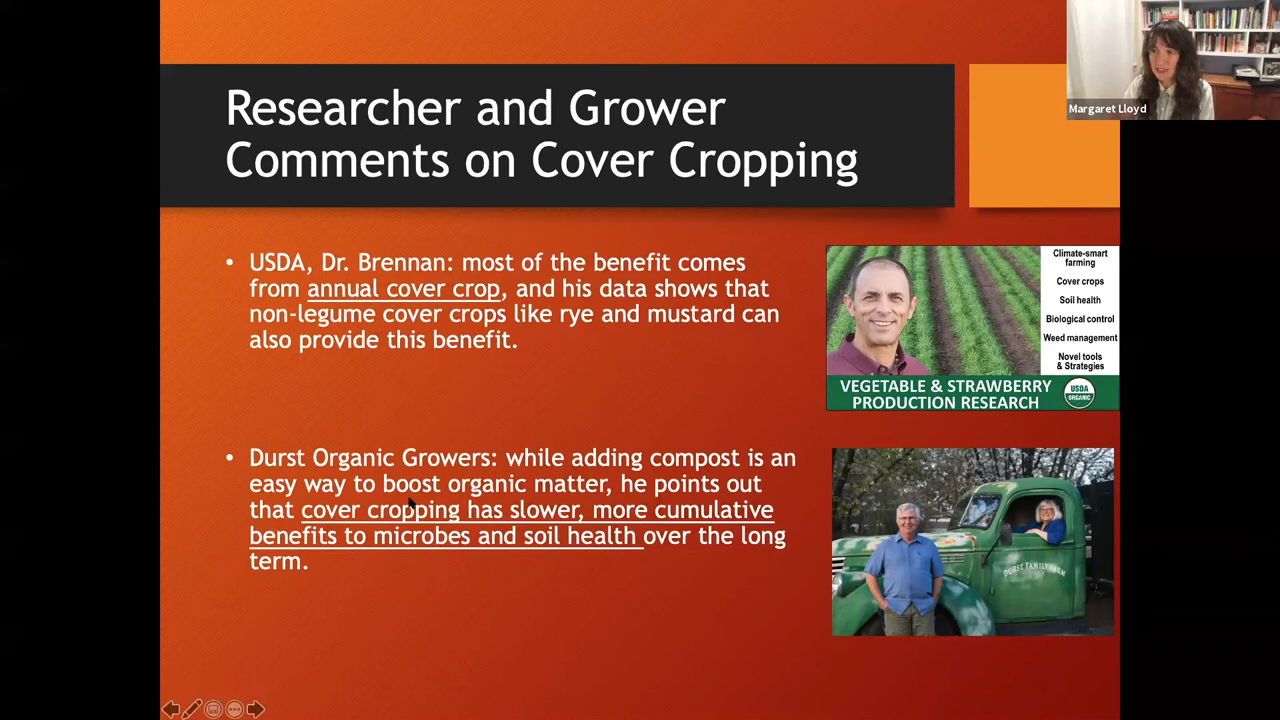 Researcher and Grower
Comments on Cover Cropping
Margaret Lloyd
• USDA, Dr. Brennan: most of the benefit comes
from annual cover crop, and his data shows that
non-legume cover crops like rye and mustard can
also provide this benefit.
Climate-smart
farming
Cover crops
Soil health
Biological control
Weed management
Novel tools
& Strategies
VEGETABLE & STRAWBERRY
PRODUCTION RESEARCH
USDA
ORGANIC
• Durst Organic Growers: while adding compost is an
easy way to boost organic matter, he points out
that cover cropping has slower, more cumulative
benefits to microbes and soil health over the long
term.
DURST FAMILY FARM